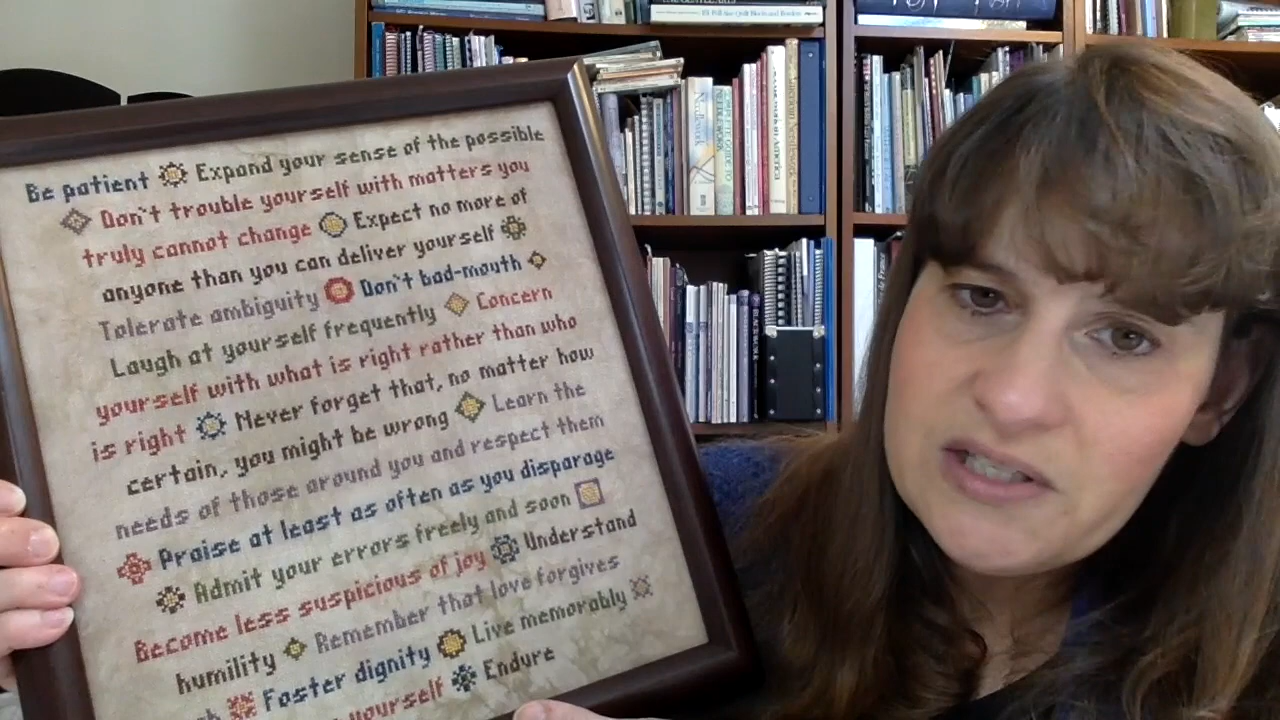 Be patient Expand your sense of the possible
Don't trouble yourself with matters you
truly cannot change Expect no more of
anyone than you can deliver yourself
Tolerate ambiguity Don't bad-mouth
Laugh at yourself frequently Concern
yourself with what is right rather than who
is right Never forget that, no matter how
certain, you might be wrong Learn the
needs of those around you and respect them
Praise at least as often as you disparage
Admit your errors freely and soon
Become less suspicious of joy Understand
humility Remember that love forgives
Foster dignity Live memorably
yourself Endure